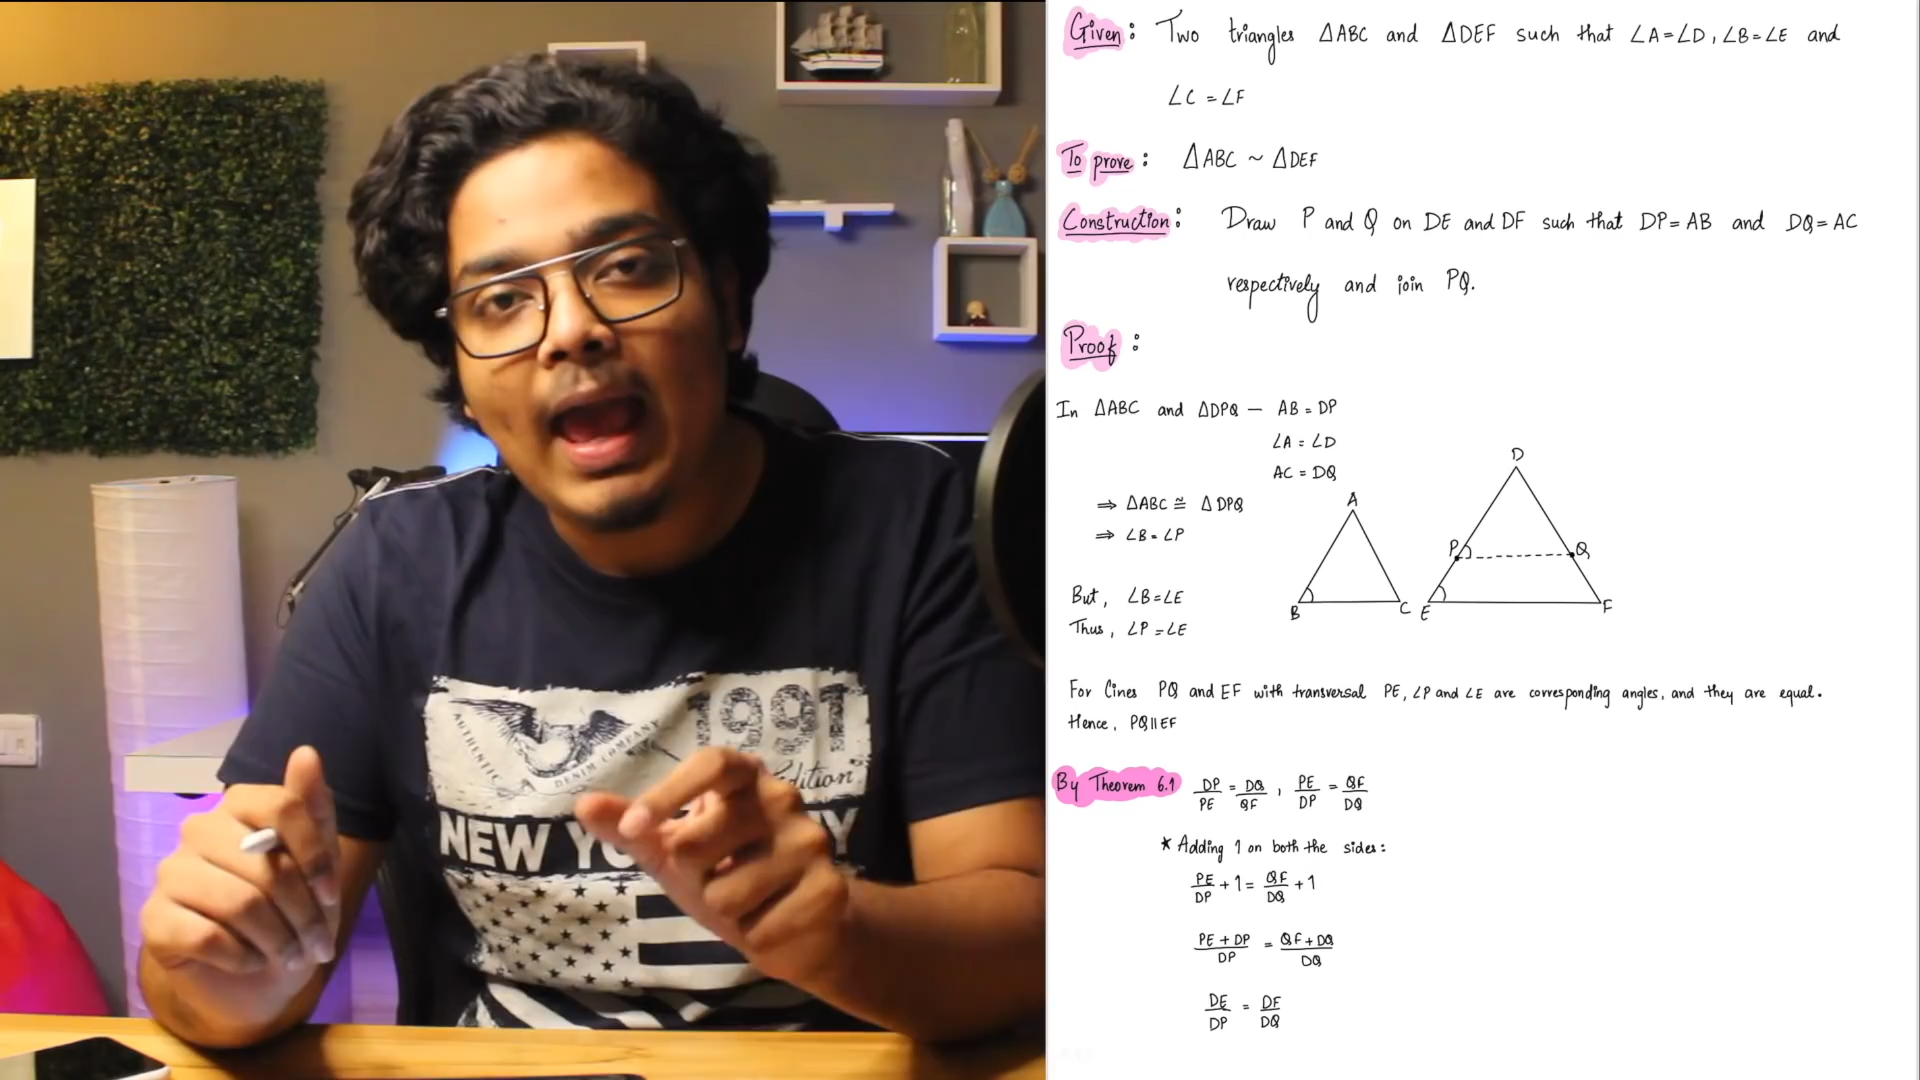 Given: Two triangles ΔABC and ΔDEF such that ∠A=∠D, ∠B=∠E and
∠C = ∠F
To prove: ΔABC ~ ΔDEF
Construction: Draw P and Q on DE and DF such that DP=AB and DQ=AC
respectively and join PQ.
Proof:
In ΔABC and ΔDPQ — AB = DP
∠A = ∠D
AC = DQ
⇒ ΔABC ≅ ΔDPQ
⇒ ∠B = ∠P
But, ∠B=∠E
Thus, ∠P=∠E
A
B
C
D
P
Q
E
F
For lines PQ and EF with transversal PE, ∠P and ∠E are corresponding angles, and they are equal.
Hence, PQ||EF
By Theorem 6.1 DP/PE = DQ/QF, PE/DP = QF/DQ
* Adding 1 on both the sides:
PE/DP + 1 = QF/DQ + 1
PE + DP/DP = QF + DQ/DQ
DE/DP = DF/DQ
AUTHENTIC
DENIM COMPANY
1991
dition
NEW YO